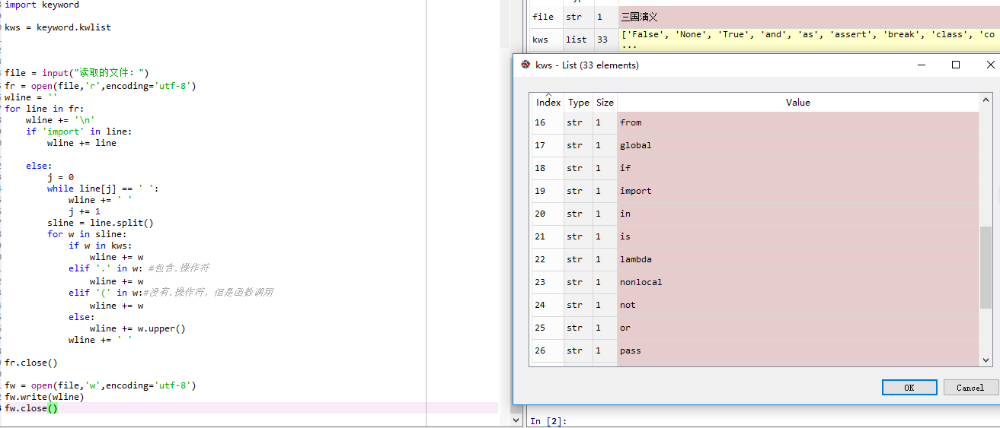 import keyword
kws = keyword.kwlist
file = input("读取的文件：")
fr = open(file,'r',encoding='utf-8')
wline = ''
for line in fr:
    wline += '\n'
    if 'import' in line:
        wline += line
    else:
        j = 0
        while line[j] == ' ':
            wline += ' '
            j += 1
        sline = line.split()
        for w in sline:
            if w in kws:
                wline += w
            elif '.' in w: #包含.操作符
                wline += w
            elif '(' in w:#没有.操作符，但是函数调用
                wline += w
            else:
                wline += w.upper()
            wline += ' '
fr.close()
fw = open(file,'w',encoding='utf-8')
fw.write(wline)
fw.close()
file str 1 三国演义
kws list 33 ['False', 'None', 'True', 'and', 'as', 'assert', 'break', 'class', 'co
...
kws - List (33 elements)
Index Type Size Value
16 str 1 from
17 str 1 global
18 str 1 if
19 str 1 import
20 str 1 in
21 str 1 is
22 str 1 lambda
23 str 1 nonlocal
24 str 1 not
25 str 1 or
26 str 1 pass
OK Cancel
In [2]: